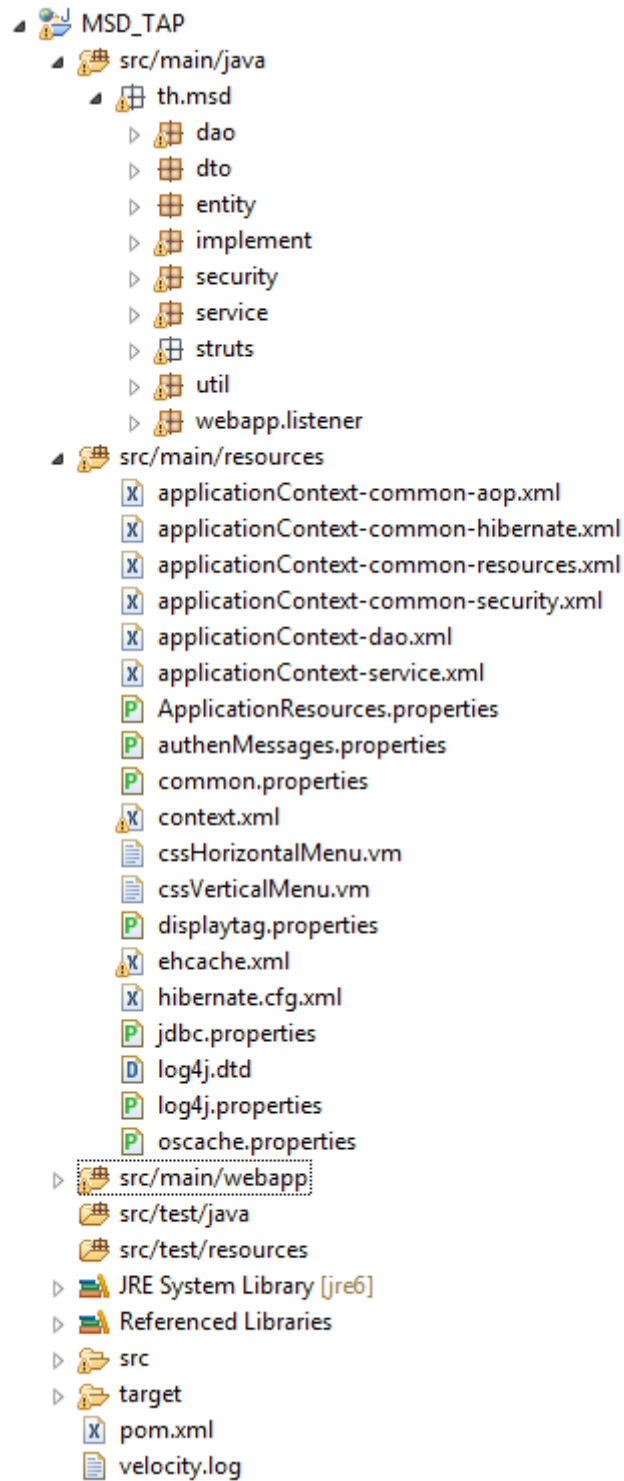 MSD_TAP
src/main/java
th.msd
dao
dto
entity
implement
security
service
struts
util
webapp.listener
src/main/resources
applicationContext-common-aop.xml
applicationContext-common-hibernate.xml
applicationContext-common-resources.xml
applicationContext-common-security.xml
applicationContext-dao.xml
applicationContext-service.xml
ApplicationResources.properties
authenMessages.properties
common.properties
context.xml
cssHorizontalMenu.vm
cssVerticalMenu.vm
displaytag.properties
ehcache.xml
hibernate.cfg.xml
jdbc.properties
log4j.dtd
log4j.properties
oscache.properties
src/main/webapp
src/test/java
src/test/resources
JRE System Library [jre6]
Referenced Libraries
src
target
pom.xml
velocity.log